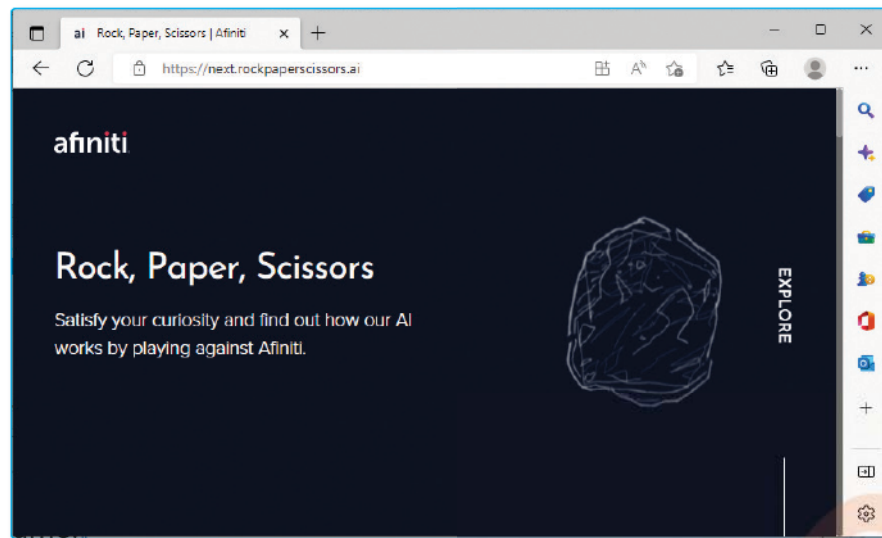 ai Rock, Paper, Scissors | Afiniti
https://next.rockpaperscissors.ai
afiniti
Rock, Paper, Scissors
Satisfy your curiosity and find out how our AI
works by playing against Afiniti.
EXPLORE